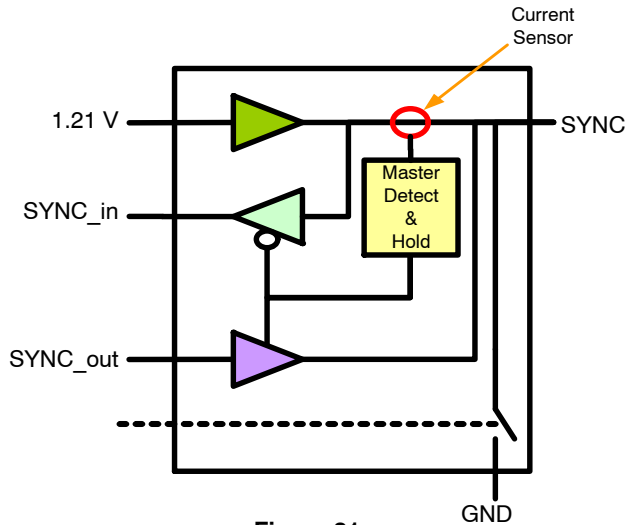 Current
Sensor
1.21 V
SYNC
Master
Detect
&
Hold
SYNC_in
SYNC_out
GND